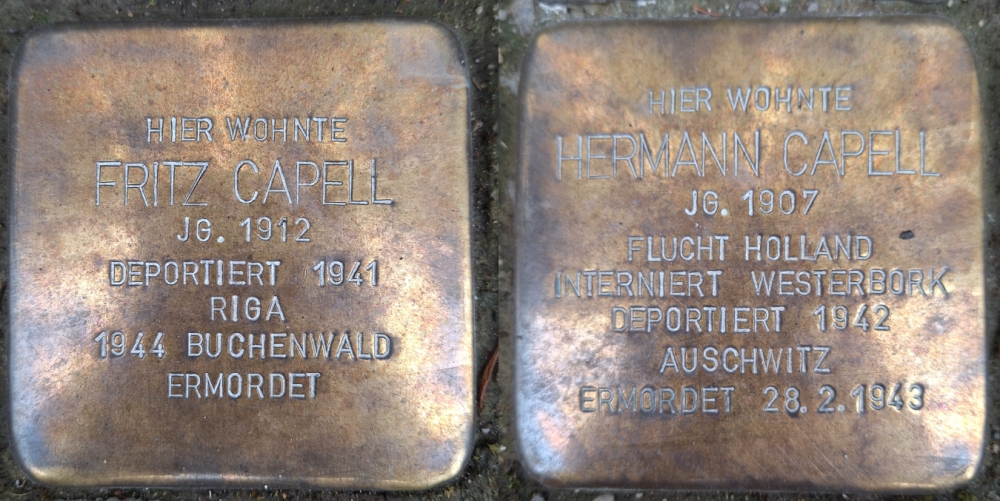 HIER WOHNTE
FRITZ CAPELL
JG. 1912
DEPORTIERT 1941
RIGA
1944 BUCHENWALD
ERMORDET
HIER WOHNTE
HERMANN CAPELL
JG. 1907
FLUCHT HOLLAND
INTERNIERT WESTERBORK
DEPORTIERT 1942
AUSCHWITZ
ERMORDET 28.2.1943